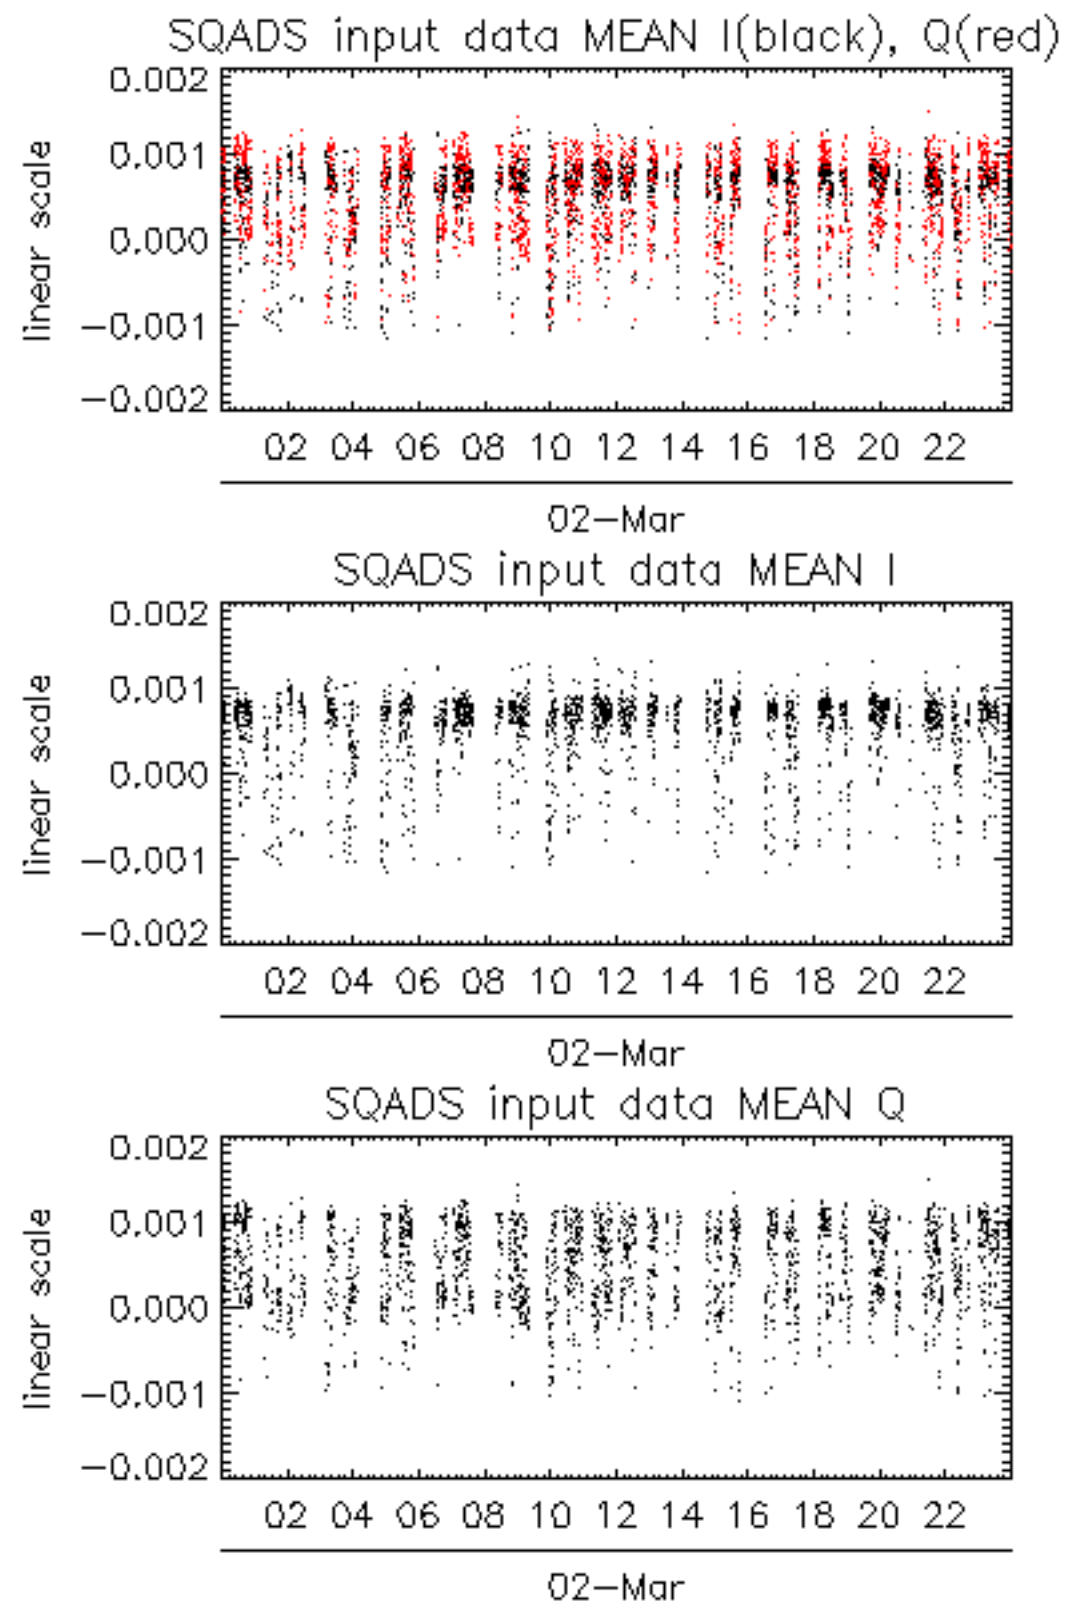 SQADS input data MEAN I(black), Q(red)
0.002
0.001
0.000
−0.001
−0.002
linear scale
02 04 06 08 10 12 14 16 18 20 22
02−Mar
SQADS input data MEAN I
0.002
0.001
0.000
−0.001
−0.002
linear scale
02 04 06 08 10 12 14 16 18 20 22
02−Mar
SQADS input data MEAN Q
0.002
0.001
0.000
−0.001
−0.002
linear scale
02 04 06 08 10 12 14 16 18 20 22
02−Mar